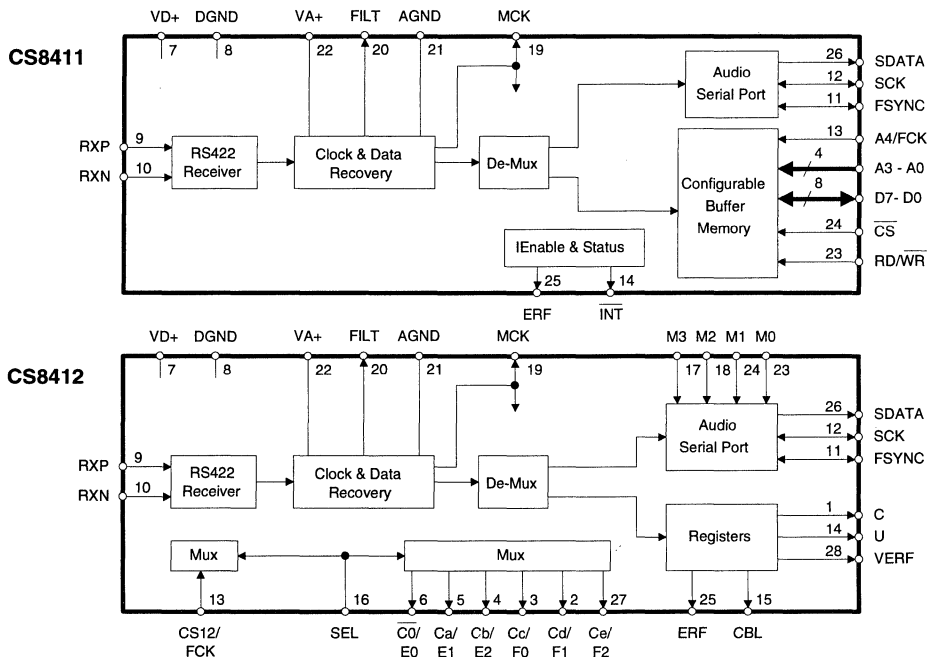 VD+ DGND VA+ FILT AGND MCK
7 8 22 20 21 19
CS8411
26 SDATA
12 SCK
11 FSYNC
Audio
Serial Port
13 A4/FCK
4 A3 - A0
8 D7- D0
24 CS
23 RD/WR
Configurable
Buffer
Memory
RXP 9
RXN 10
RS422
Receiver
Clock & Data
Recovery
De-Mux
IEnable & Status
25 14
ERF INT
VD+ DGND VA+ FILT AGND MCK M3 M2 M1 M0
7 8 22 20 21 19 17 18 24 23
CS8412
Audio
Serial Port
26 SDATA
12 SCK
11 FSYNC
RXP 9
RXN 10
RS422
Receiver
Clock & Data
Recovery
De-Mux
Registers
1 C
14 U
28 VERF
Mux Mux
13 16 6 5 4 3 2 27 25 15
CS12/ SEL C0/ Ca/ Cb/ Cc/ Cd/ Ce/ ERF CBL
FCK E0 E1 E2 F0 F1 F2